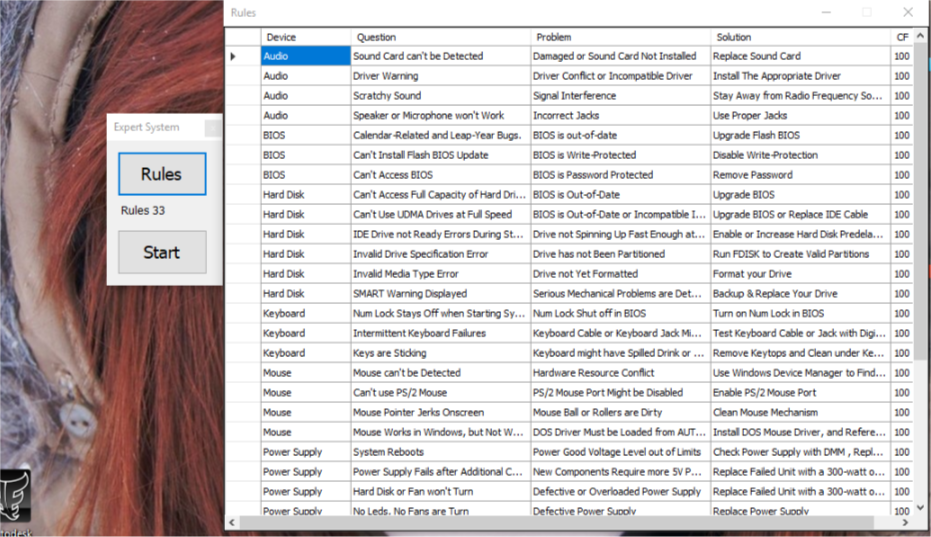 Rules
Device Question Problem Solution CF
Audio Sound Card can't be Detected Damaged or Sound Card Not Installed Replace Sound Card 100
Audio Driver Warning Driver Conflict or Incompatible Driver Install The Appropriate Driver 100
Audio Scratchy Sound Signal Interference Stay Away from Radio Frequency So... 100
Audio Speaker or Microphone won't Work Incorrect Jacks Use Proper Jacks 100
BIOS Calendar-Related and Leap-Year Bugs. BIOS is out-of-date Upgrade Flash BIOS 100
BIOS Can't Install Flash BIOS Update BIOS is Write-Protected Disable Write-Protection 100
BIOS Can't Access BIOS BIOS is Password Protected Remove Password 100
Hard Disk Can't Access Full Capacity of Hard Dri... BIOS is Out-of-Date Upgrade BIOS 100
Hard Disk Can't Use UDMA Drives at Full Speed BIOS is Out-of-Date or Incompatible I... Upgrade BIOS or Replace IDE Cable 100
Hard Disk IDE Drive not Ready Errors During St... Drive not Spinning Up Fast Enough at... Enable or Increase Hard Disk Predela... 100
Hard Disk Invalid Drive Specification Error Drive has not Been Partitioned Run FDISK to Create Valid Partitions 100
Hard Disk Invalid Media Type Error Drive not Yet Formatted Format your Drive 100
Hard Disk SMART Warning Displayed Serious Mechanical Problems are Det... Backup & Replace Your Drive 100
Keyboard Num Lock Stays Off when Starting Sy... Num Lock Shut off in BIOS Turn on Num Lock in BIOS 100
Keyboard Intermittent Keyboard Failures Keyboard Cable or Keyboard Jack Mi... Test Keyboard Cable or Jack with Digi... 100
Keyboard Keys are Sticking Keyboard might have Spilled Drink or ... Remove Keytops and Clean under Ke... 100
Mouse Mouse can't be Detected Hardware Resource Conflict Use Windows Device Manager to Find... 100
Mouse Can't use PS/2 Mouse PS/2 Mouse Port Might be Disabled Enable PS/2 Mouse Port 100
Mouse Mouse Pointer Jerks Onscreen Mouse Ball or Rollers are Dirty Clean Mouse Mechanism 100
Mouse Mouse Works in Windows, but Not W... DOS Driver Must be Loaded from AUT... Install DOS Mouse Driver, and Refere... 100
Power Supply System Reboots Power Good Voltage Level out of Limits Check Power Supply with DMM , Repl... 100
Power Supply Power Supply Fails after Additional C... New Components Require more 5V P... Replace Failed Unit with a 300-watt o... 100
Power Supply Hard Disk or Fan won't Turn Defective or Overloaded Power Supply Replace Failed Unit with a 300-watt o... 100
Power Supply No Leds, No Fans are Turn Defective Power Supply Replace Power Supply 100
Expert System
Rules
Rules 33
Start